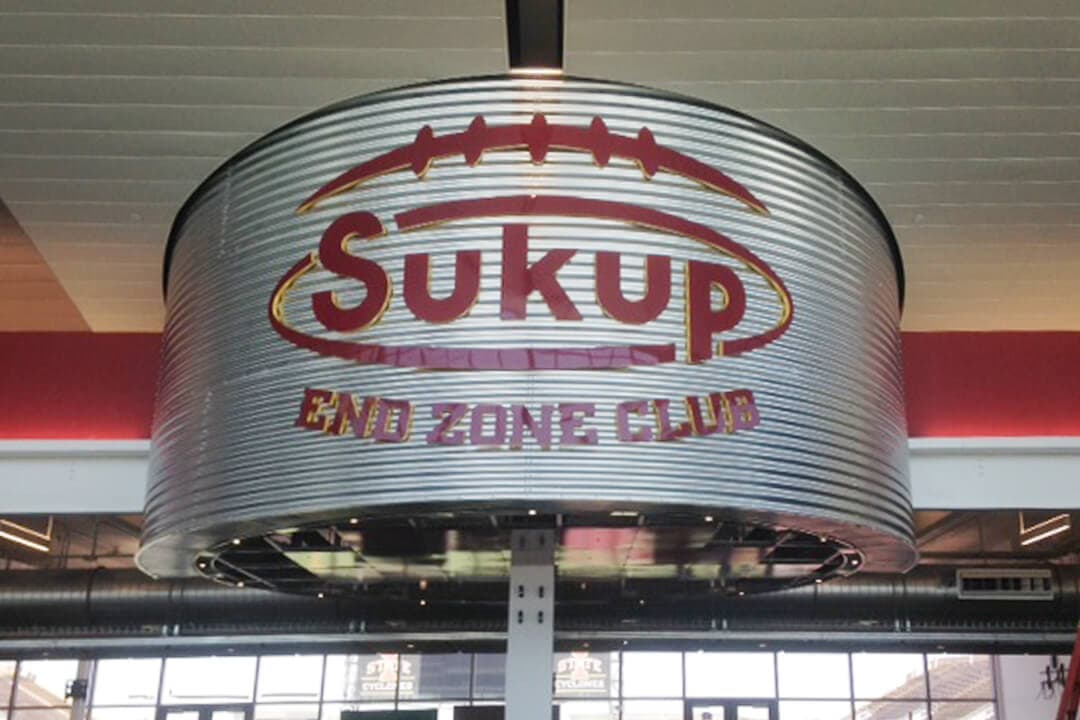 Sukup
END ZONE CLUB
STATE
CYCLONES
STATE
CYCLONES